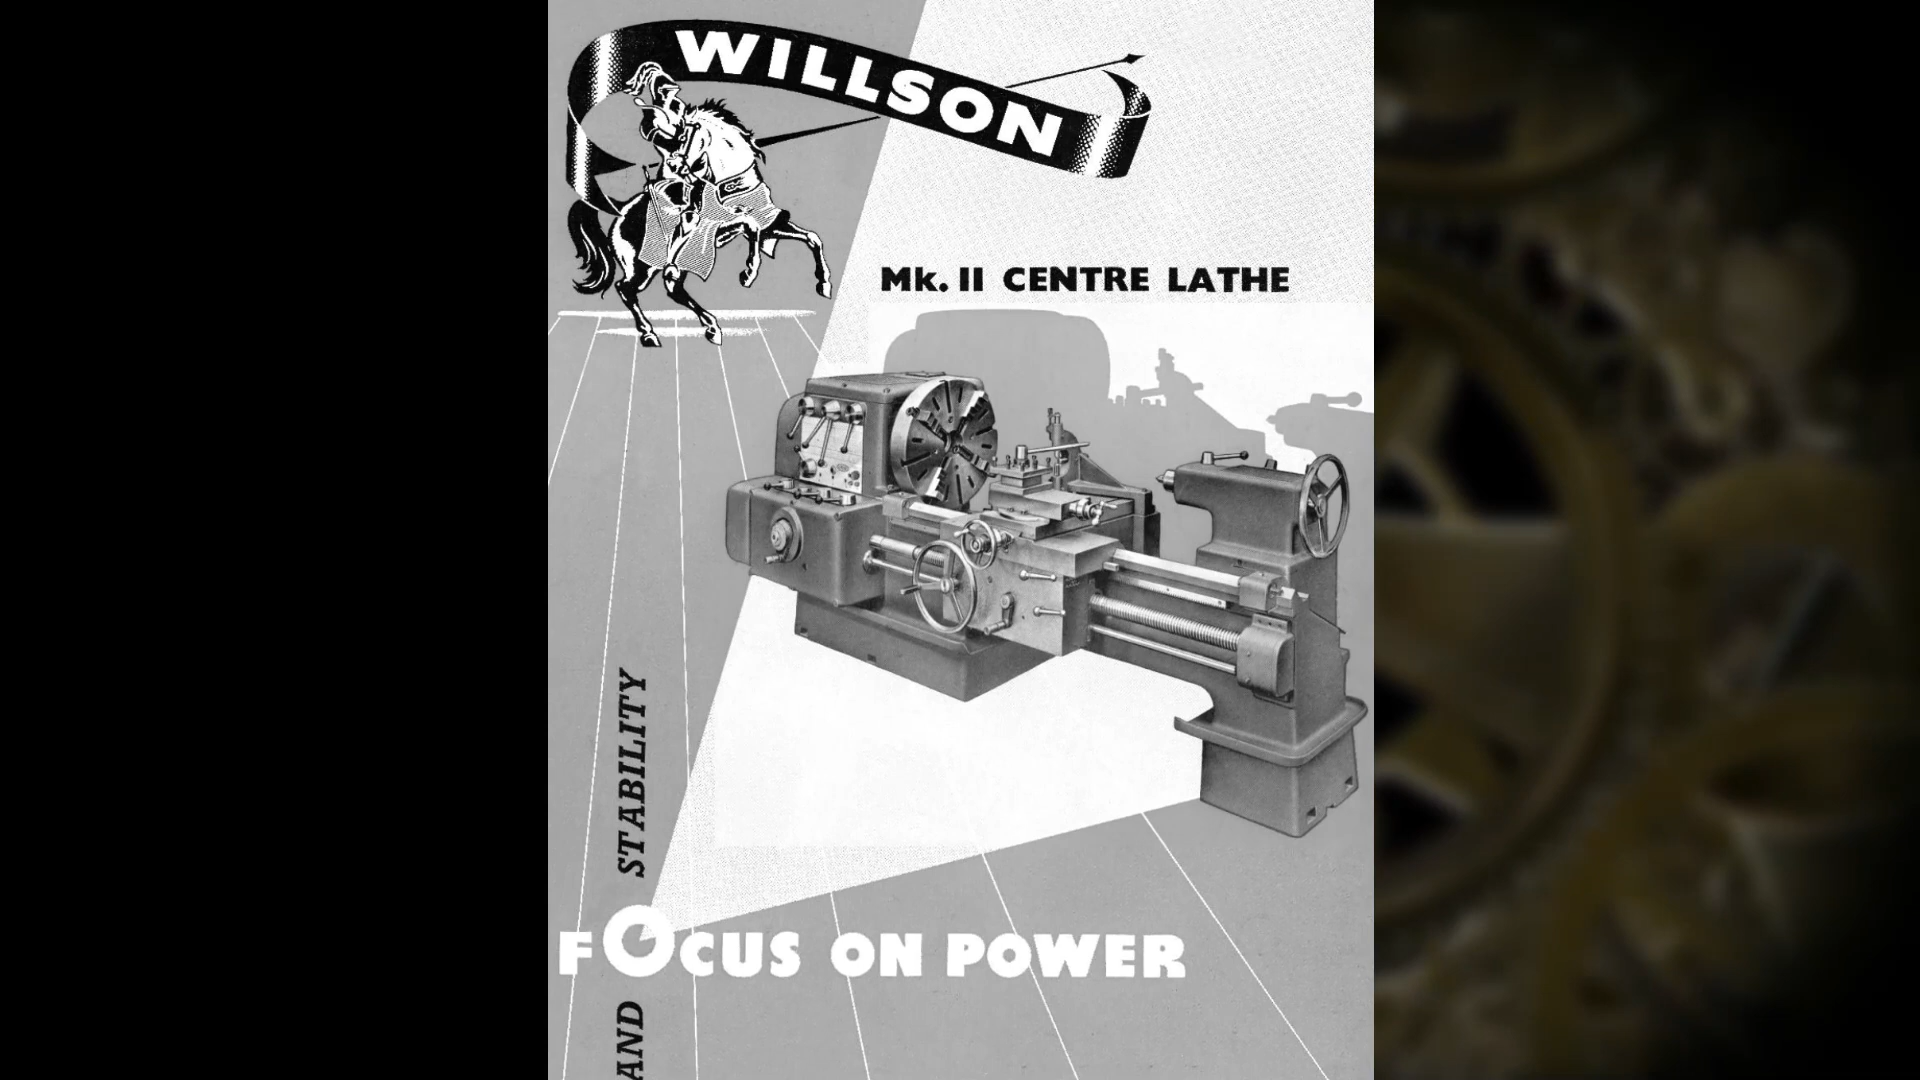 WILLSON
Mk. II CENTRE LATHE
FOCUS ON POWER
AND STABILITY